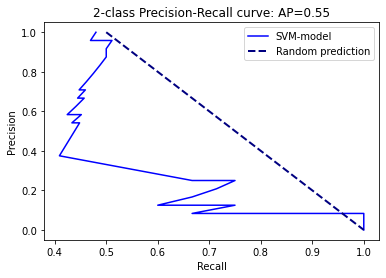 2-class Precision-Recall curve: AP=0.55
SVM-model
Random prediction
Precision
1.0
0.8
0.6
0.4
0.2
0.0
0.4 0.5 0.6 0.7 0.8 0.9 1.0
Recall